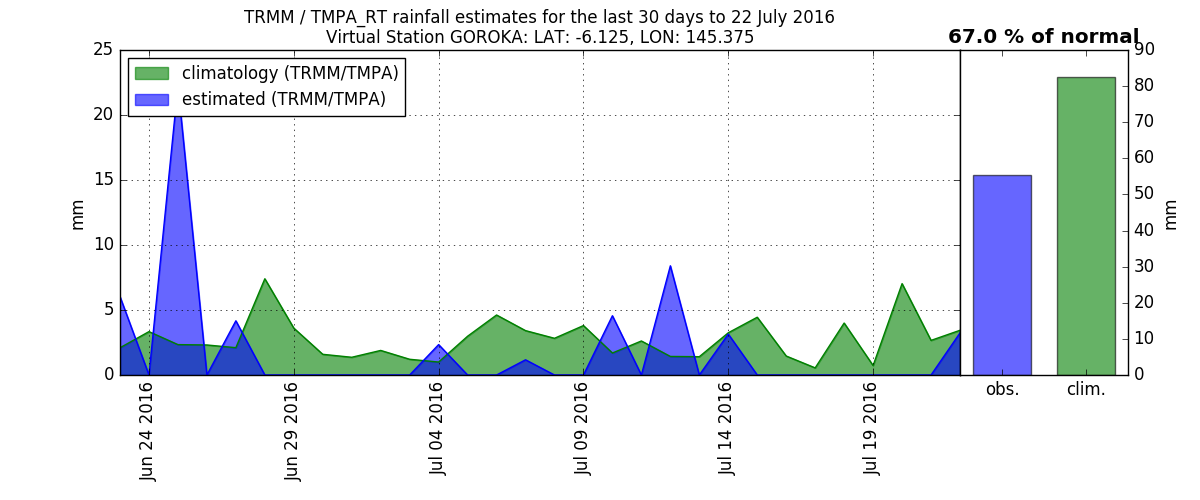 TRMM / TMPA_RT rainfall estimates for the last 30 days to 22 July 2016
Virtual Station GOROKA: LAT: -6.125, LON: 145.375
67.0 % of normal
climatology (TRMM/TMPA)
estimated (TRMM/TMPA)
25
20
15
10
5
0
mm
Jun 24 2016
Jun 29 2016
Jul 04 2016
Jul 09 2016
Jul 14 2016
Jul 19 2016
obs.
clim.
90
80
70
60
50
40
30
20
10
0
mm